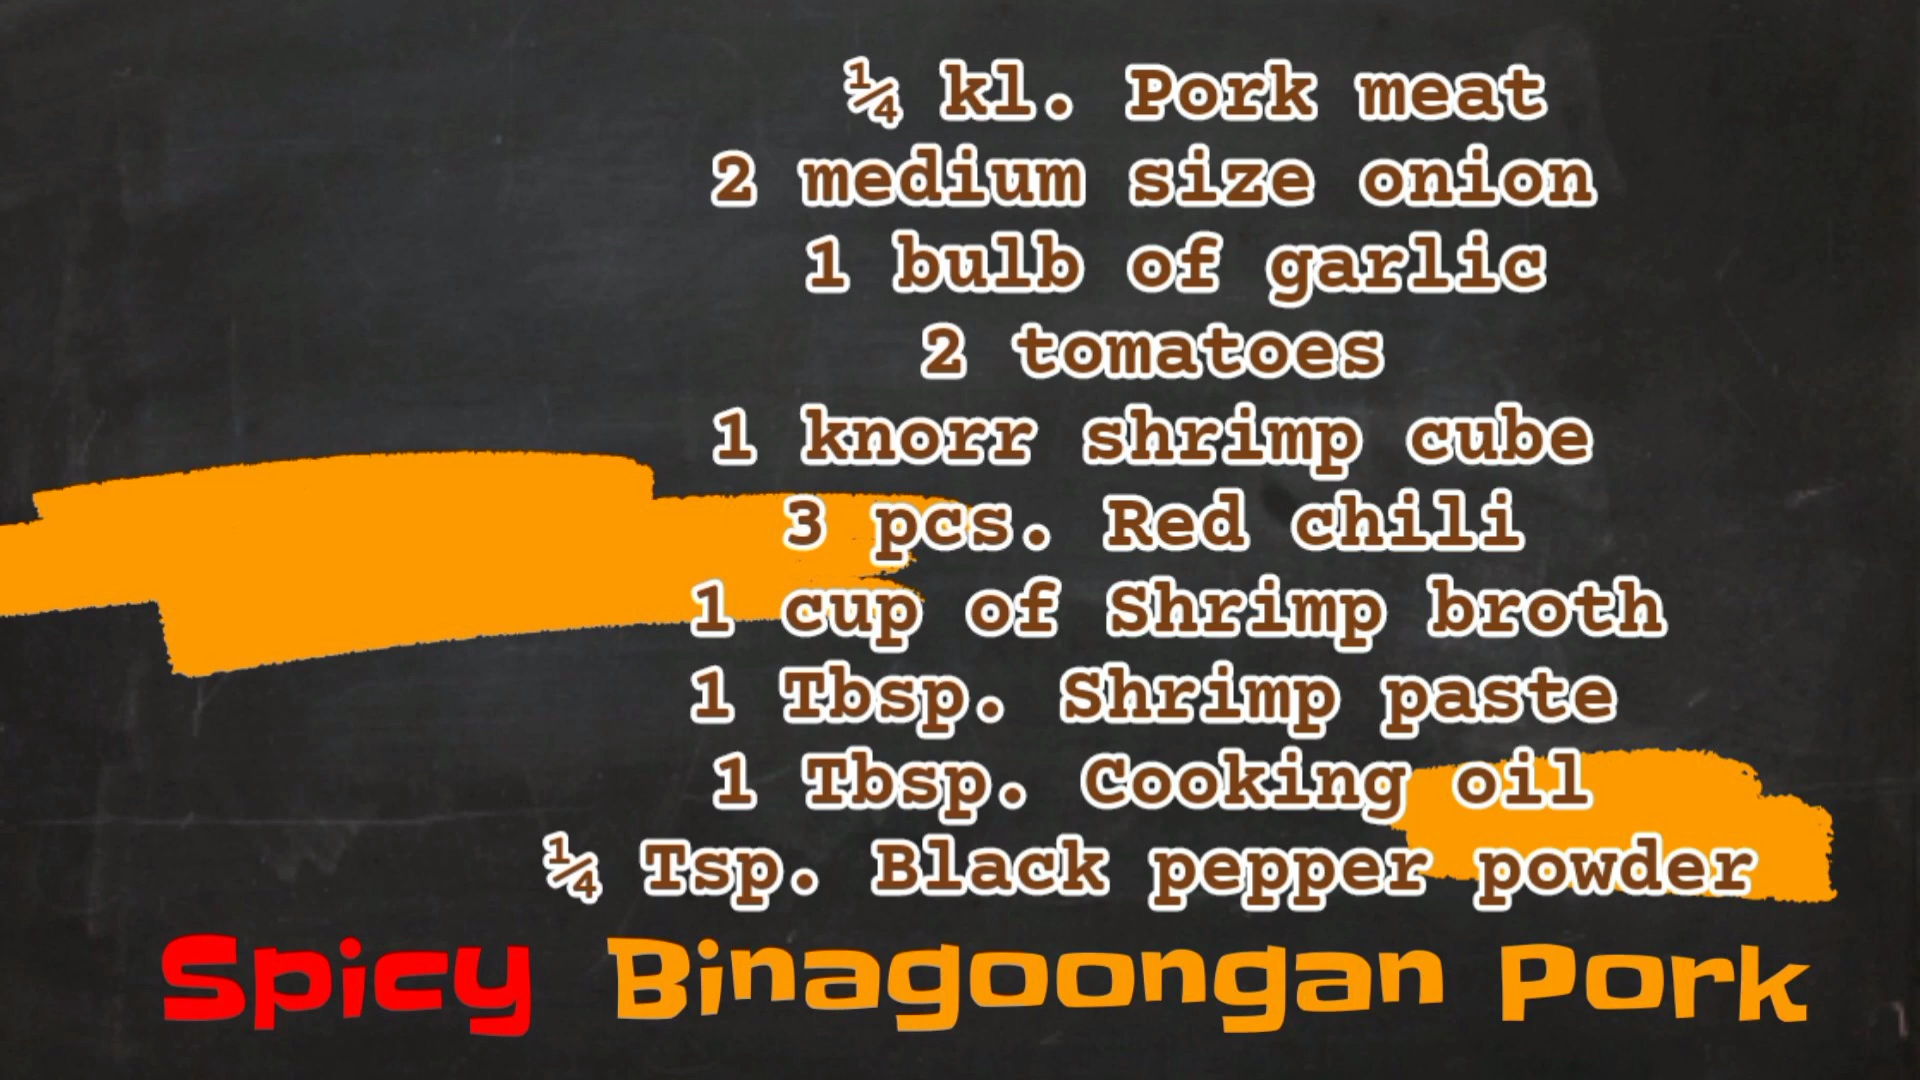 ¼ kl. Pork meat
2 medium size onion
1 bulb of garlic
2 tomatoes
1 knorr shrimp cube
3 pcs. Red chili
1 cup of Shrimp broth
1 Tbsp. Shrimp paste
1 Tbsp. Cooking oil
¼ Tsp. Black pepper powder
Spicy Binagoongan Pork